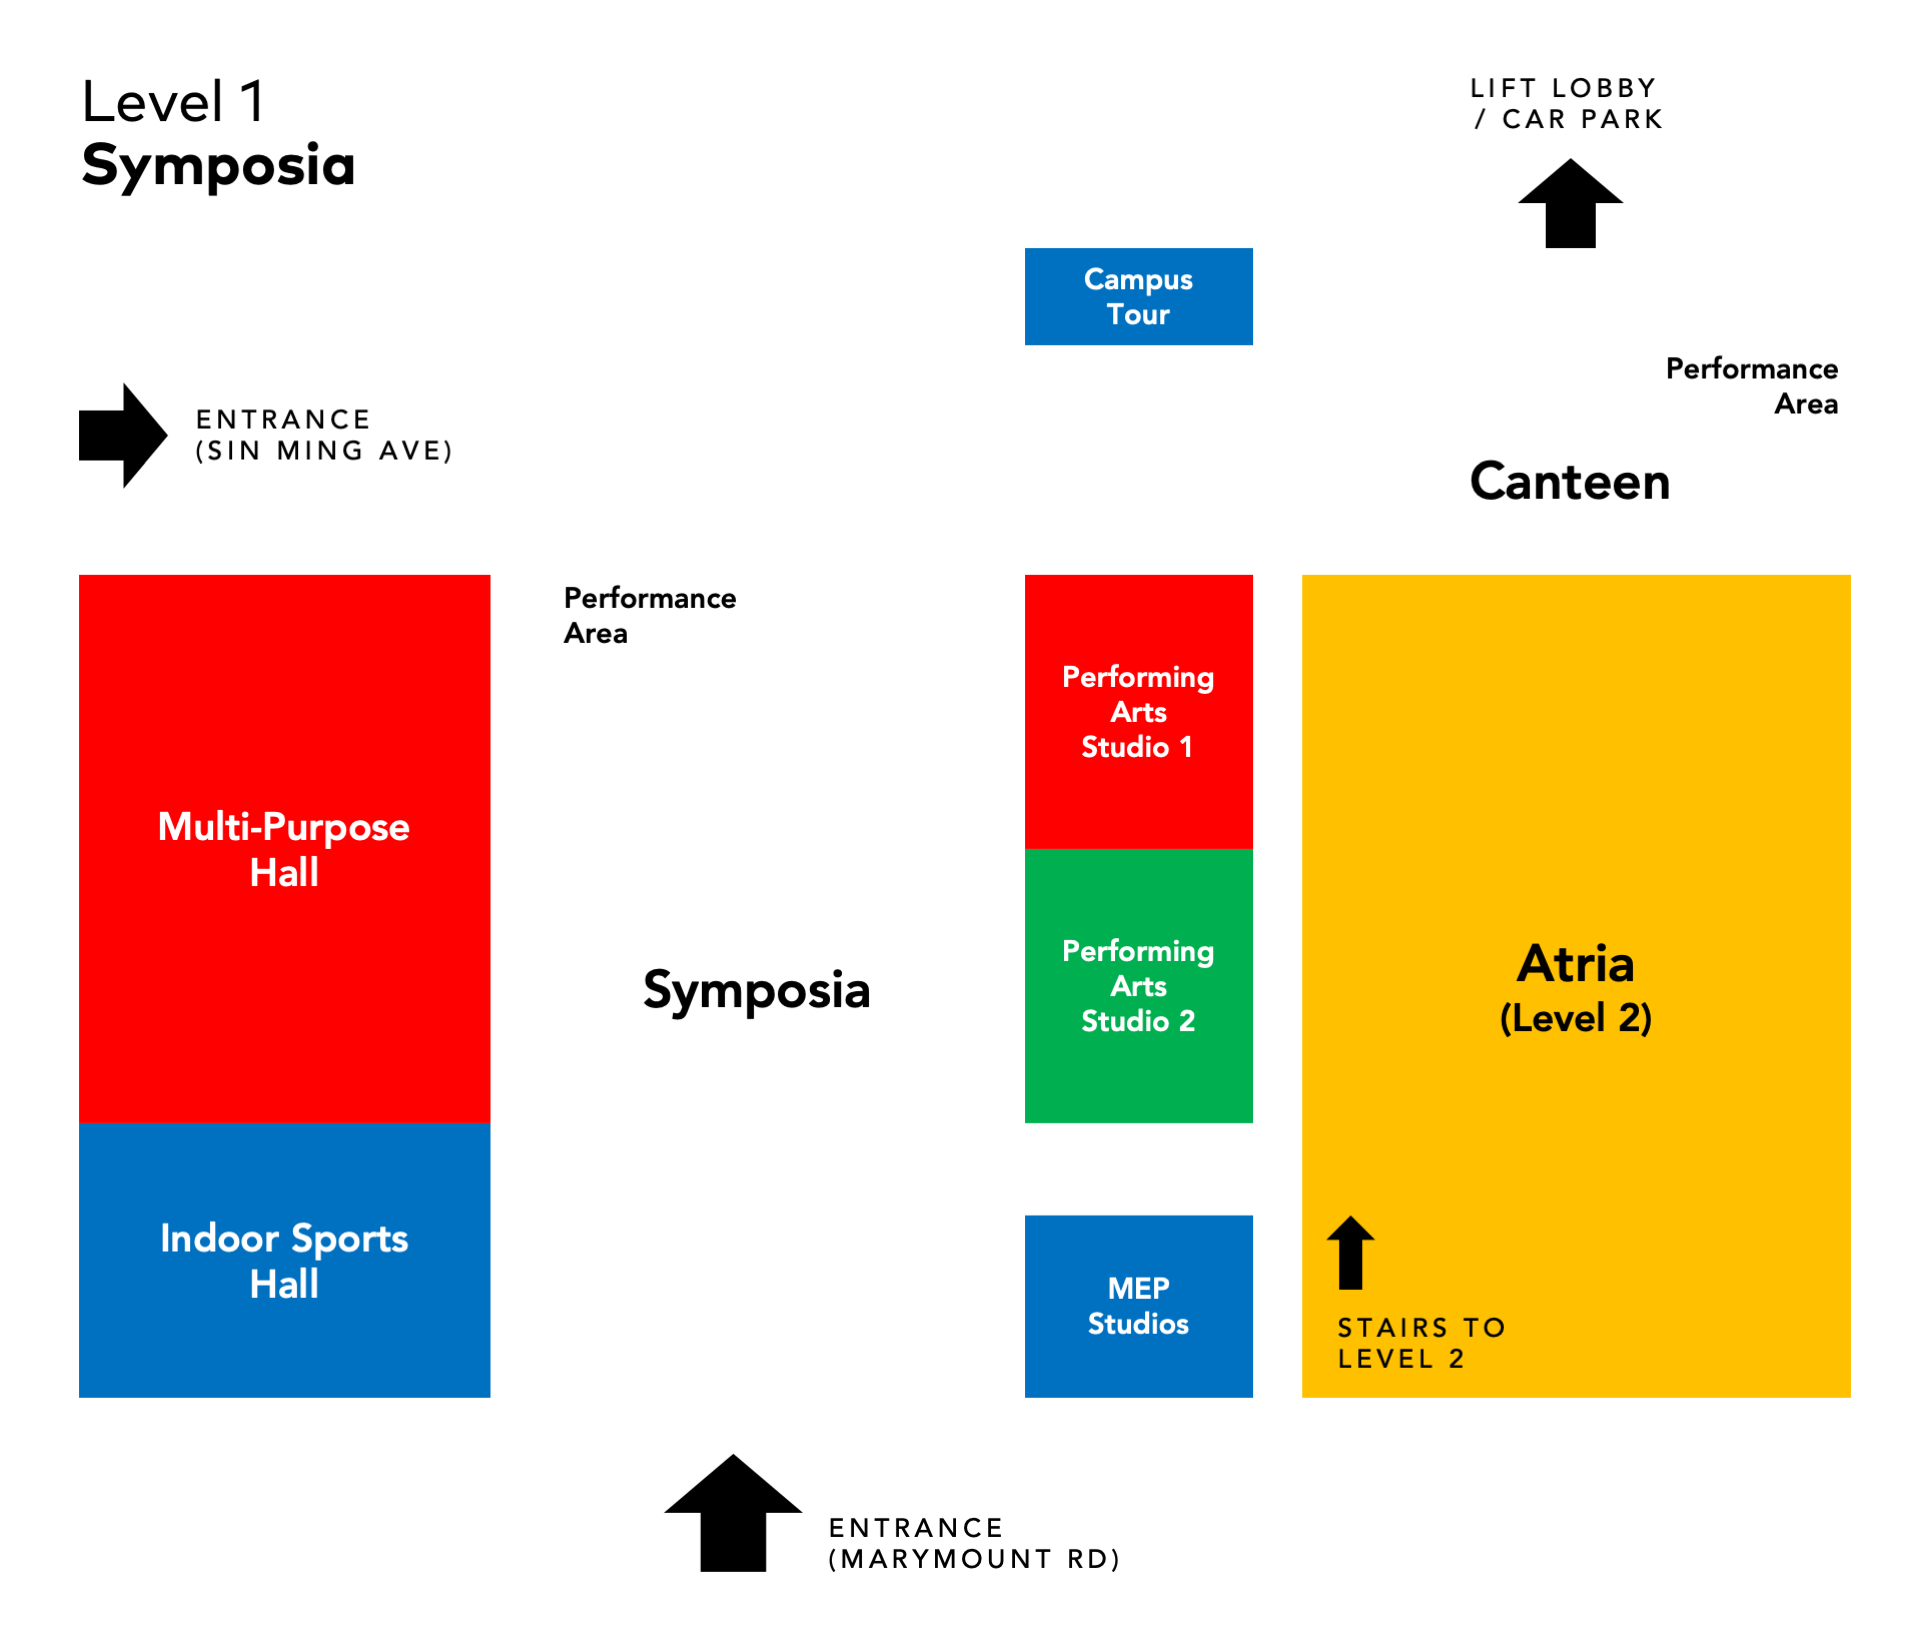 Level 1
Symposia
LIFT LOBBY
/ CAR PARK
Campus
Tour
Performance
Area
ENTRANCE
(SIN MING AVE)
Canteen
Performance
Area
Performing
Arts
Studio 1
Multi-Purpose
Hall
Performing
Arts
Studio 2
Symposia
Atria
(Level 2)
Indoor Sports
Hall
MEP
Studios
STAIRS TO
LEVEL 2
ENTRANCE
(MARYMOUNT RD)